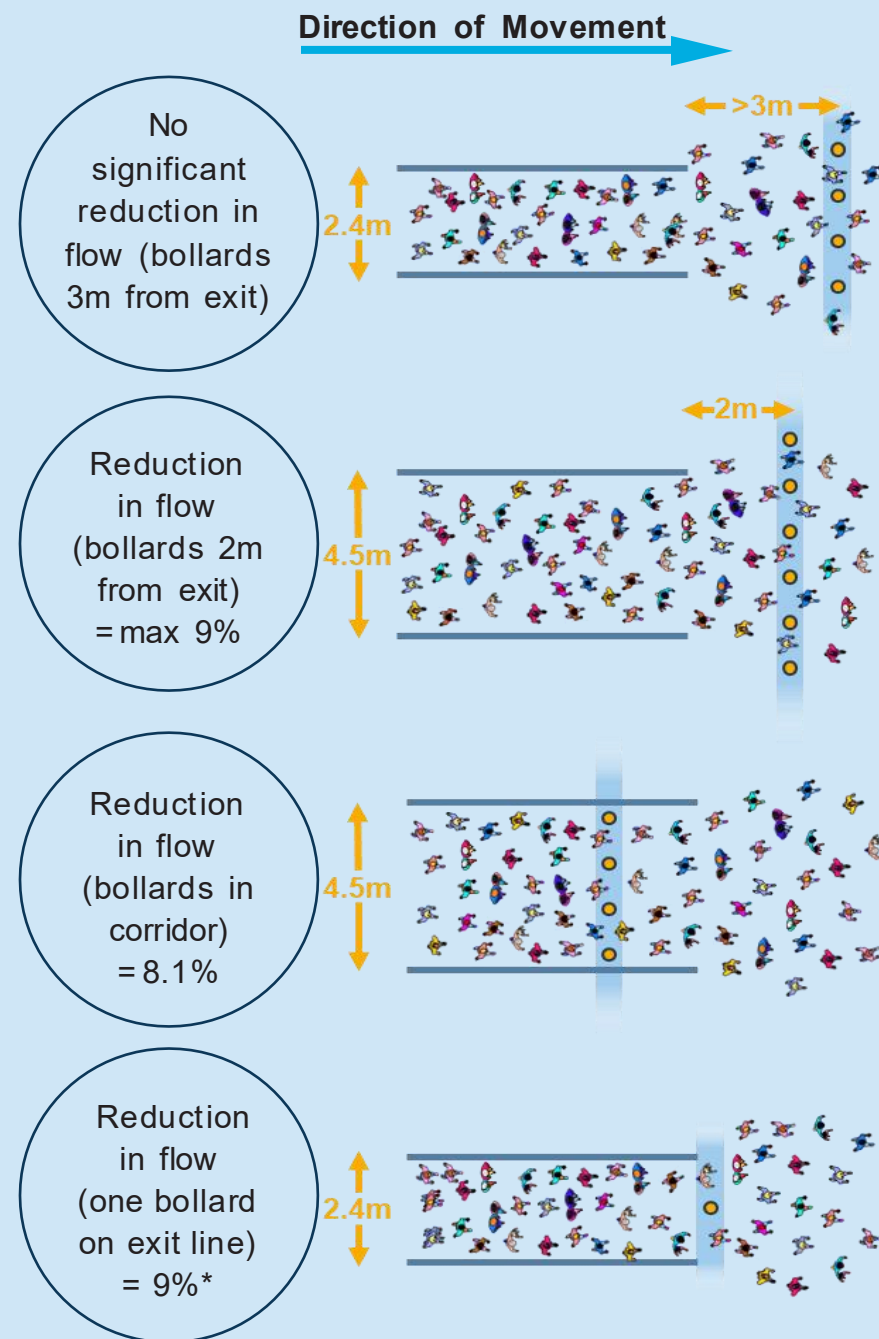 Direction of Movement
No
significant
reduction in
flow (bollards
3m from exit)
>3m
2.4m
Reduction
in flow
(bollards 2m
from exit)
=max 9%
2m
4.5m
Reduction
in flow
(bollards in
corridor)
=8.1%
4.5m
Reduction
in flow
(one bollard
on exit line)
= 9%*
2.4m